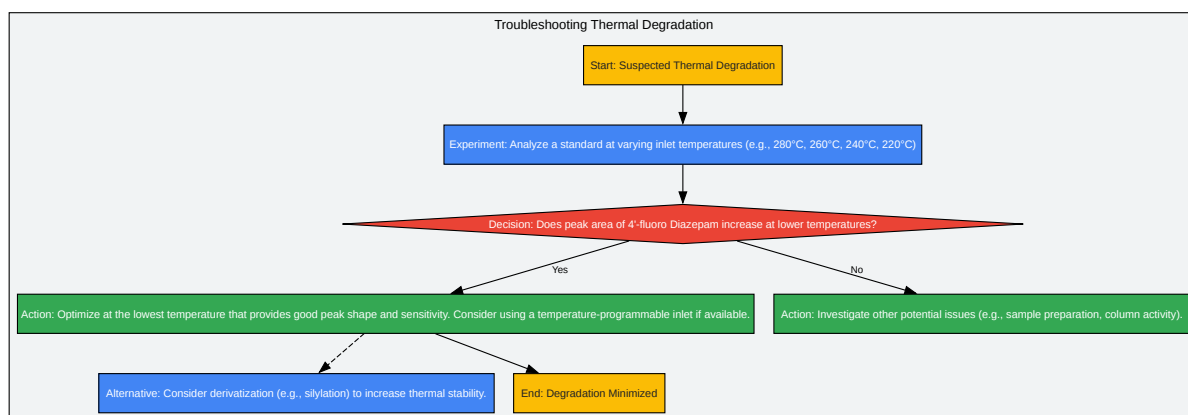 Troubleshooting Thermal Degradation
Start: Suspected Thermal Degradation
Experiment: Analyze a standard at varying inlet temperatures (e.g., 280°C, 260°C, 240°C, 220°C)
Decision: Does peak area of 4'-fluoro Diazepam increase at lower temperatures?
Yes
No
Action: Optimize at the lowest temperature that provides good peak shape and sensitivity. Consider using a temperature-programmable inlet if available.
Action: Investigate other potential issues (e.g., sample preparation, column activity).
Alternative: Consider derivatization (e.g., silylation) to increase thermal stability.
End: Degradation Minimized